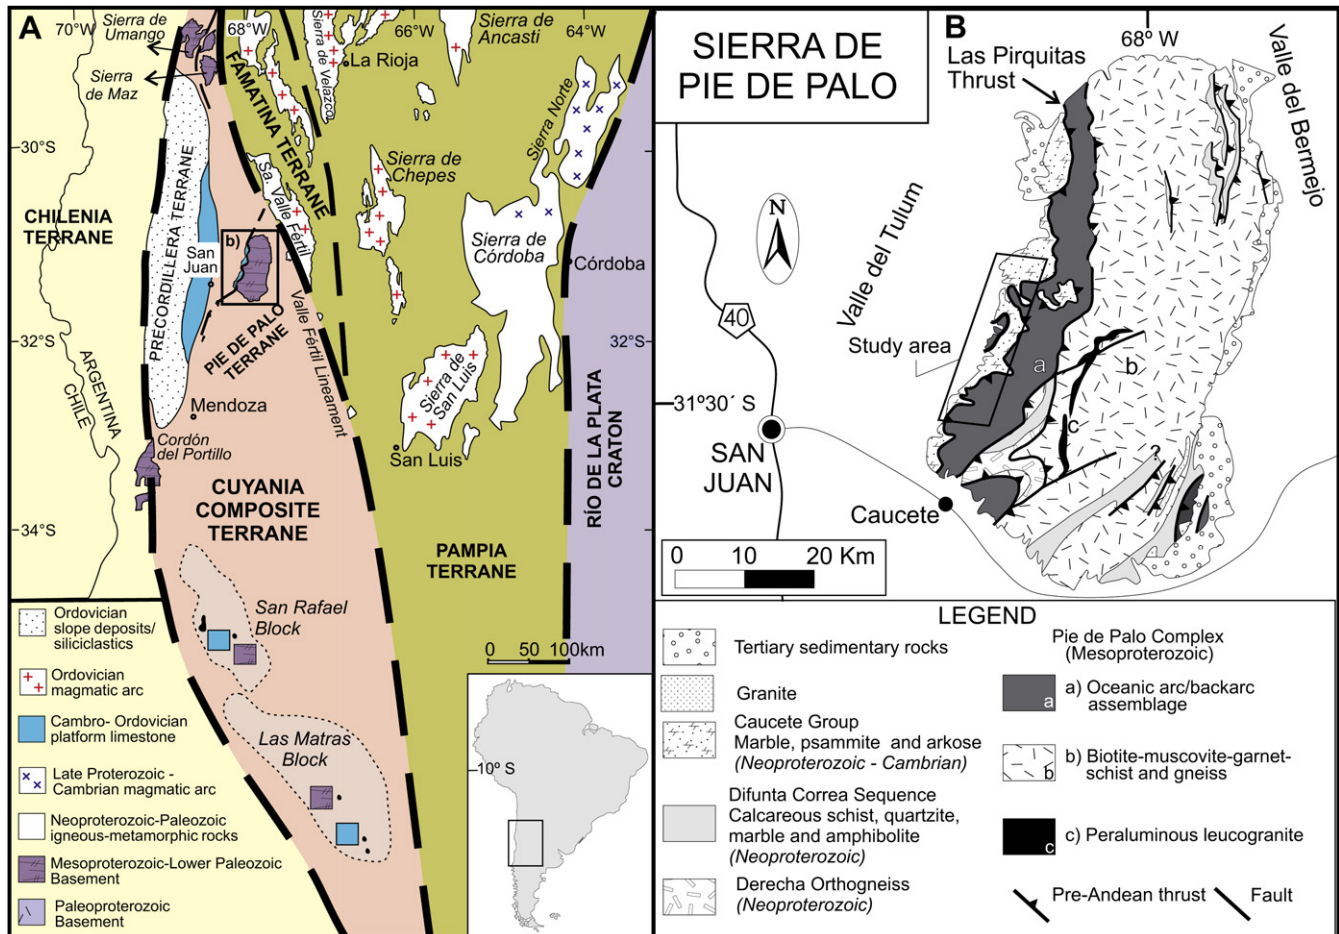 A
70°W
68°W
66°W
64°W
Sierra de
Umango
Sierra
de Maz
Sierra de Velazco
La Rioja
Sierra de
Ancasti
Sierra Norte
FAMATINA TERRANE
30°S
Sierra de
Chepes
Sa. Valle Fértil
CHILENIA
TERRANE
PRECORDILLERA TERRANE
San
Juan
b)
Sierra de
Córdoba
Córdoba
PIE DE PALO
TERRANE
Valle Fértil Lineament
32°S
32°S
ARGENTINA
CHILE
Mendoza
Sierra de
San Luis
San Luis
Cordón
del Portillo
CUYANIA
COMPOSITE
TERRANE
RÍO DE LA PLATA
CRATON
34°S
PAMPIA
TERRANE
San Rafael
Block
0 50 100km
Las Matras
Block
10° S
Ordovician
slope deposits/
siliciclastics
Ordovician
magmatic arc
Cambro- Ordovician
platform limestone
Late Proterozoic -
Cambrian magmatic arc
Neoproterozoic-Paleozoic
igneous-metamorphic rocks
Mesoproterozoic-Lower Paleozoic
Basement
Paleoproterozoic
Basement
SIERRA DE
PIE DE PALO
B
68° W
Las Pirquitas
Thrust
Valle del Bermejo
N
Valle del Tulum
40
Study area
a
b
c
?
31°30´ S
SAN
JUAN
Caucete
0 10 20 Km
LEGEND
Tertiary sedimentary rocks
Granite
Caucete Group
Marble, psammite and arkose
(Neoproterozoic - Cambrian)
Difunta Correa Sequence
Calcareous schist, quartzite,
marble and amphibolite
(Neoproterozoic)
Derecha Orthogneiss
(Neoproterozoic)
Pie de Palo Complex
(Mesoproterozoic)
a
a) Oceanic arc/backarc
assemblage
b
b) Biotite-muscovite-garnet-
schist and gneiss
c
c) Peraluminous leucogranite
Pre-Andean thrust
Fault